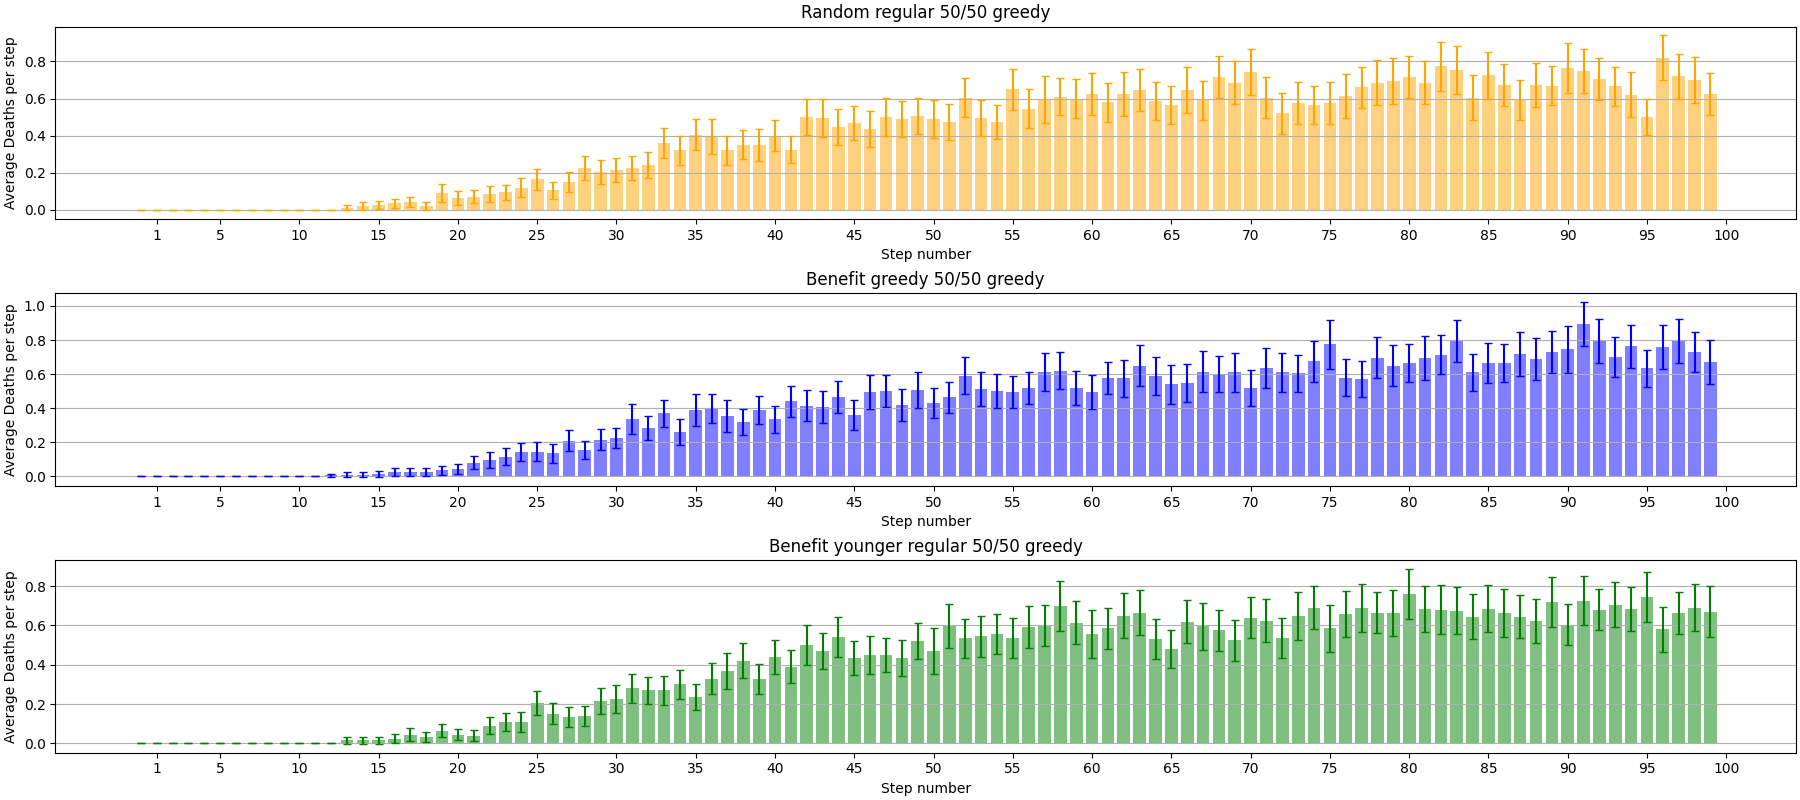 Random regular 50/50 greedy
Average Deaths per step
0.8
0.6
0.4
0.2
0.0
1 5 10 15 20 25 30 35 40 45 50 55 60 65 70 75 80 85 90 95 100
Step number
Benefit greedy 50/50 greedy
Average Deaths per step
1.0
0.8
0.6
0.4
0.2
0.0
1 5 10 15 20 25 30 35 40 45 50 55 60 65 70 75 80 85 90 95 100
Step number
Benefit younger regular 50/50 greedy
Average Deaths per step
0.8
0.6
0.4
0.2
0.0
1 5 10 15 20 25 30 35 40 45 50 55 60 65 70 75 80 85 90 95 100
Step number